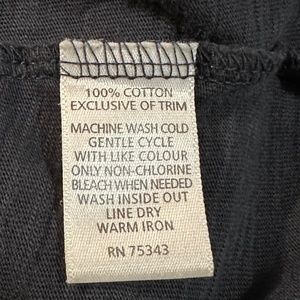 100% COTTON
EXCLUSIVE OF TRIM
MACHINE WASH COLD
GENTLE CYCLE
WITH LIKE COLOUR
ONLY NON-CHLORINE
BLEACH WHEN NEEDED
WASH INSIDE OUT
LINE DRY
WARM IRON
RN 75343